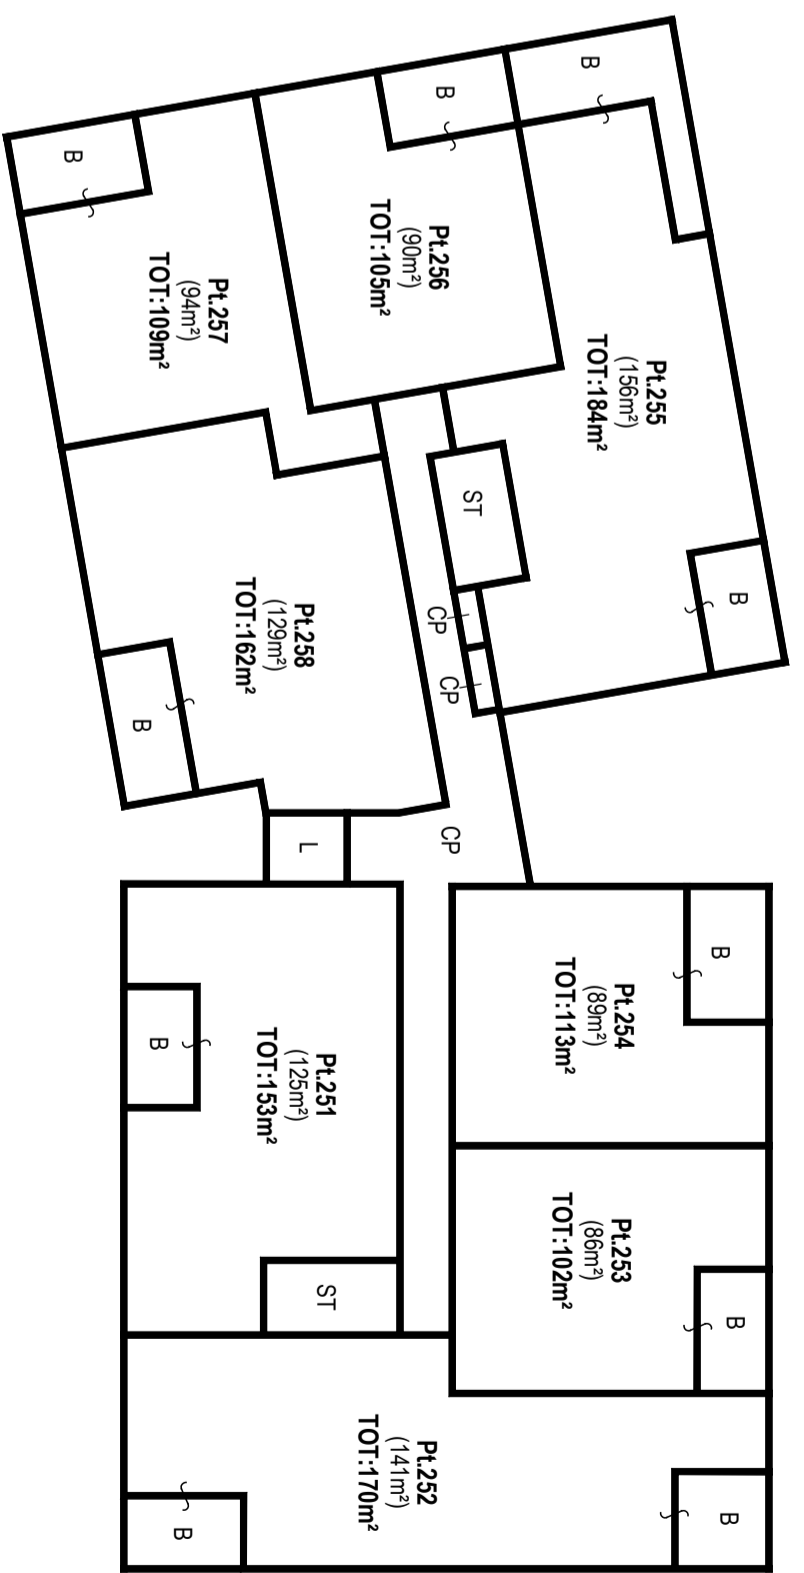 B
B
B
Pt.256
(90m²)
TOT:105m²
Pt.257
(94m²)
TOT:109m²
Pt.255
(156m²)
TOT:184m²
ST
B
CP
CP
Pt.258
(129m²)
TOT:162m²
B
CP
L
B
Pt.254
(89m²)
TOT:113m²
B
Pt.251
(125m²)
TOT:153m²
Pt.253
(86m²)
TOT:102m²
ST
B
Pt.252
(141m²)
TOT:170m²
B
B